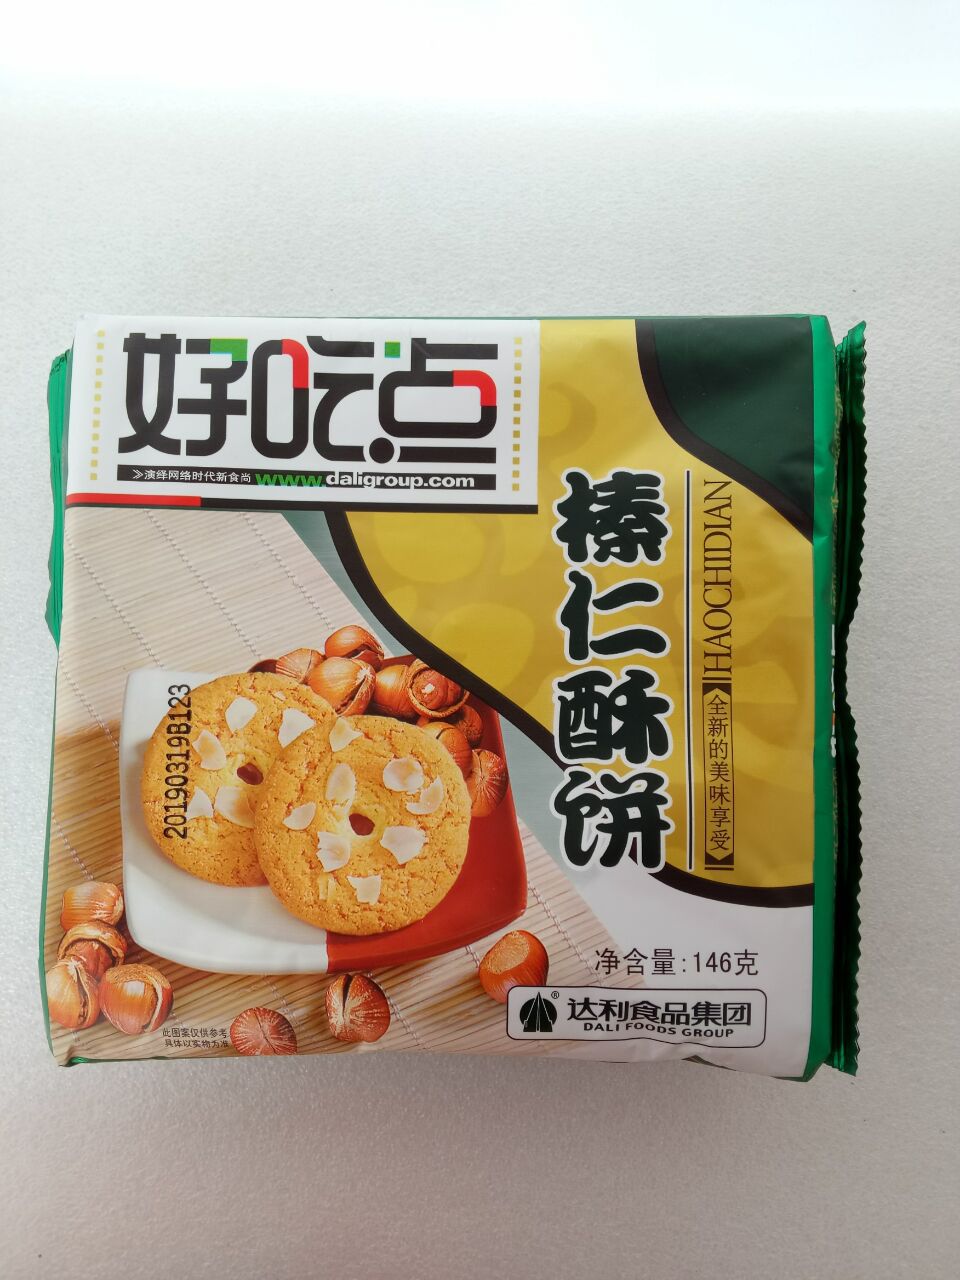 好吃点
≫演绎网络时代新食尚 www.daligroup.com
榛仁酥饼
HAOCHIDIAN
全新的美味享受
20190319B123
净含量:146克
达利食品集团
®
DALI FOODS GROUP
此图案仅供参考
具体以实物为准